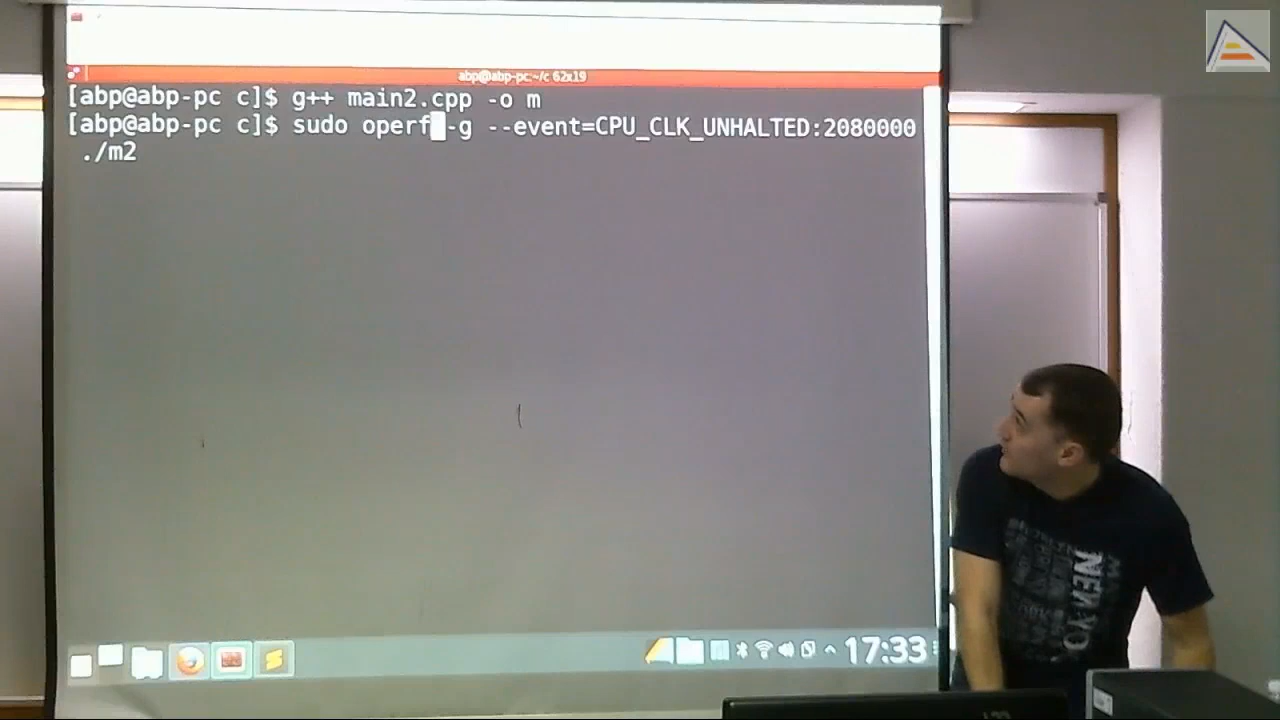 abp@abp-pc:~/c 62x19
[abp@abp-pc c]$ g++ main2.cpp -o m
[abp@abp-pc c]$ sudo operf -g --event=CPU_CLK_UNHALTED:2080000
./m2
17:33